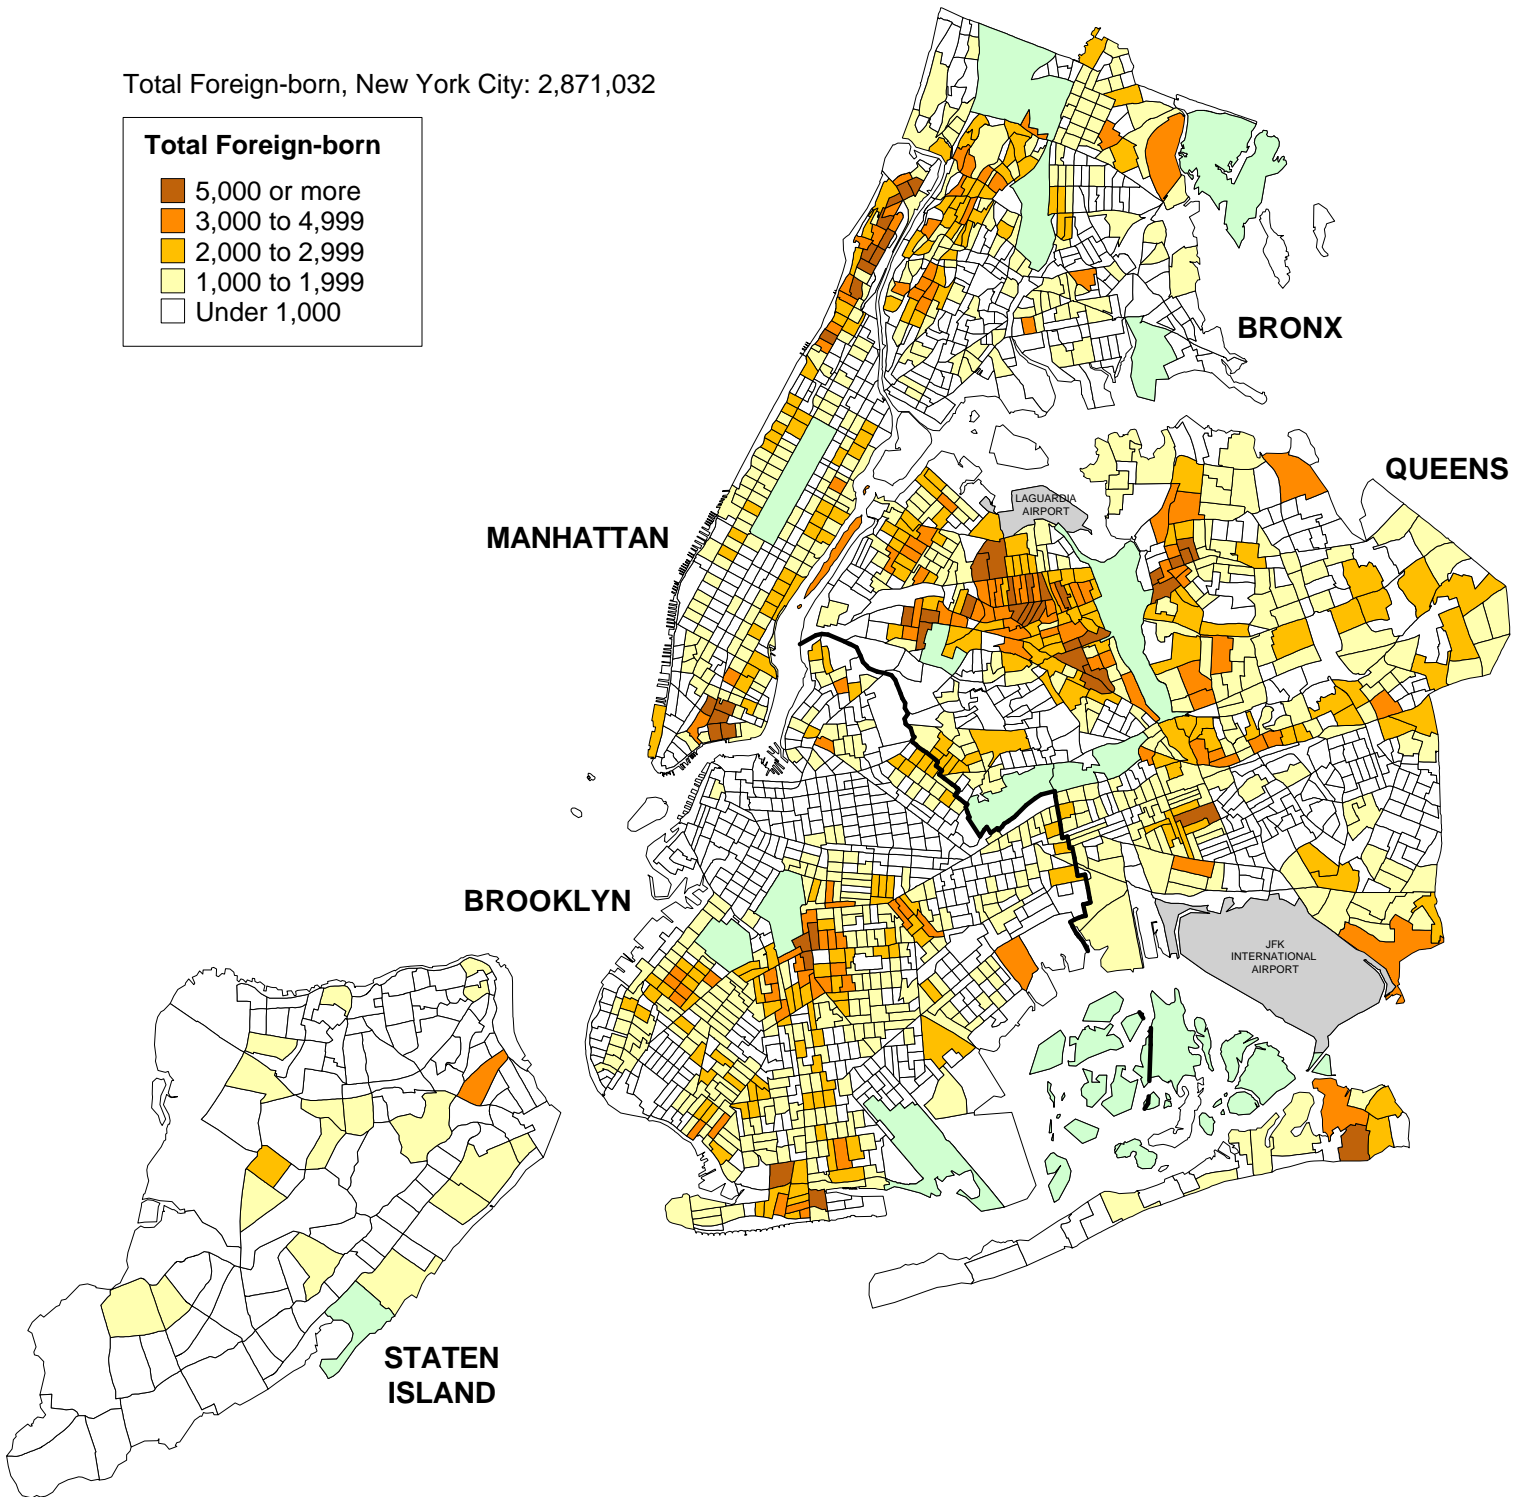 Total Foreign-born, New York City: 2,871,032
Total Foreign-born
5,000 or more
3,000 to 4,999
2,000 to 2,999
1,000 to 1,999
Under 1,000
BRONX
QUEENS
LAGUARDIA
AIRPORT
MANHATTAN
BROOKLYN
JFK
INTERNATIONAL
AIRPORT
STATEN
ISLAND